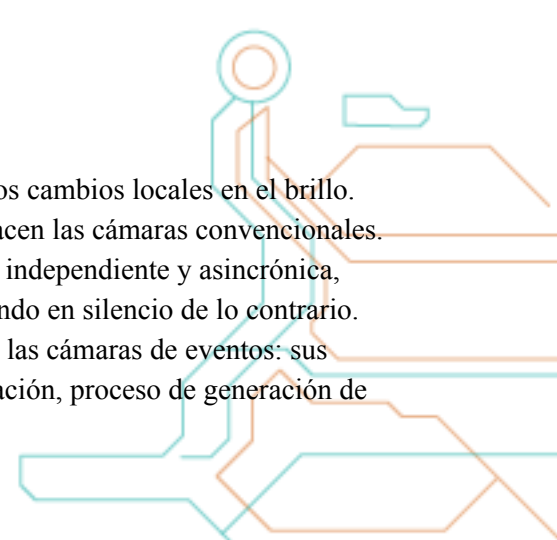 os cambios locales en el brillo.
acen las cámaras convencionales.
independiente y asincrónica,
ndo en silencio de lo contrario.
las cámaras de eventos: sus
ación, proceso de generación de